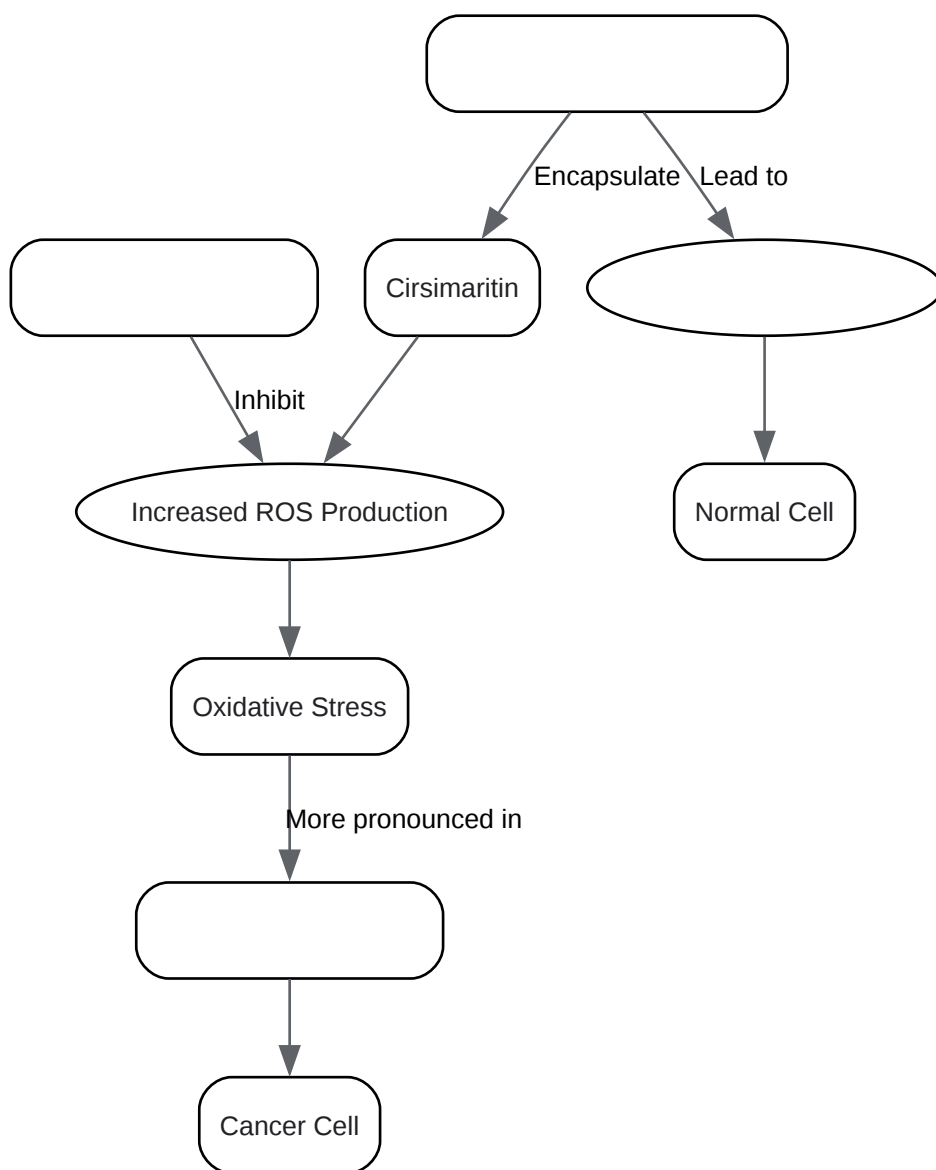 Encapsulate
Lead to
Cirsimaritin
Inhibit
Increased ROS Production
Normal Cell
Oxidative Stress
More pronounced in
Cancer Cell